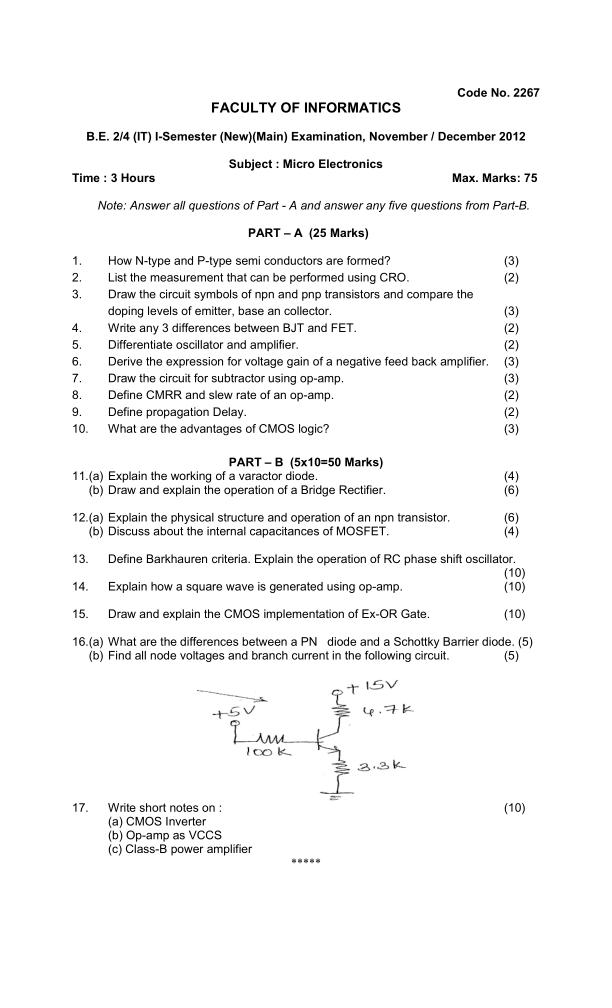 Code No. 2267
FACULTY OF INFORMATICS
B.E. 2/4 (IT) I-Semester (New)(Main) Examination, November / December 2012
Subject : Micro Electronics
Time : 3 Hours Max. Marks: 75
Note: Answer all questions of Part - A and answer any five questions from Part-B.
PART – A (25 Marks)
1. How N-type and P-type semi conductors are formed? (3)
2. List the measurement that can be performed using CRO. (2)
3. Draw the circuit symbols of npn and pnp transistors and compare the
doping levels of emitter, base an collector. (3)
4. Write any 3 differences between BJT and FET. (2)
5. Differentiate oscillator and amplifier. (2)
6. Derive the expression for voltage gain of a negative feed back amplifier. (3)
7. Draw the circuit for subtractor using op-amp. (3)
8. Define CMRR and slew rate of an op-amp. (2)
9. Define propagation Delay. (2)
10. What are the advantages of CMOS logic? (3)
PART – B (5x10=50 Marks)
11.(a) Explain the working of a varactor diode. (4)
(b) Draw and explain the operation of a Bridge Rectifier. (6)
12.(a) Explain the physical structure and operation of an npn transistor. (6)
(b) Discuss about the internal capacitances of MOSFET. (4)
13. Define Barkhauren criteria. Explain the operation of RC phase shift oscillator.
(10)
14. Explain how a square wave is generated using op-amp. (10)
15. Draw and explain the CMOS implementation of Ex-OR Gate. (10)
16.(a) What are the differences between a PN diode and a Schottky Barrier diode. (5)
(b) Find all node voltages and branch current in the following circuit. (5)
+15V
4.7K
+5V
100K
3.3K
17. Write short notes on : (10)
(a) CMOS Inverter
(b) Op-amp as VCCS
(c) Class-B power amplifier
*****